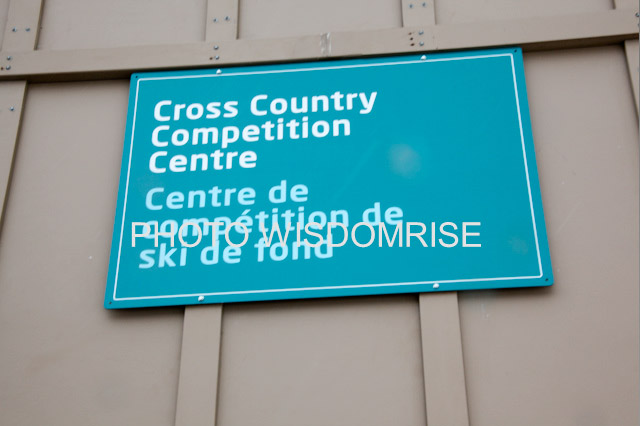 Cross Country
Competition
Centre
Centre de
compétition de
PHOTO WISDOMRISE
ski de fond